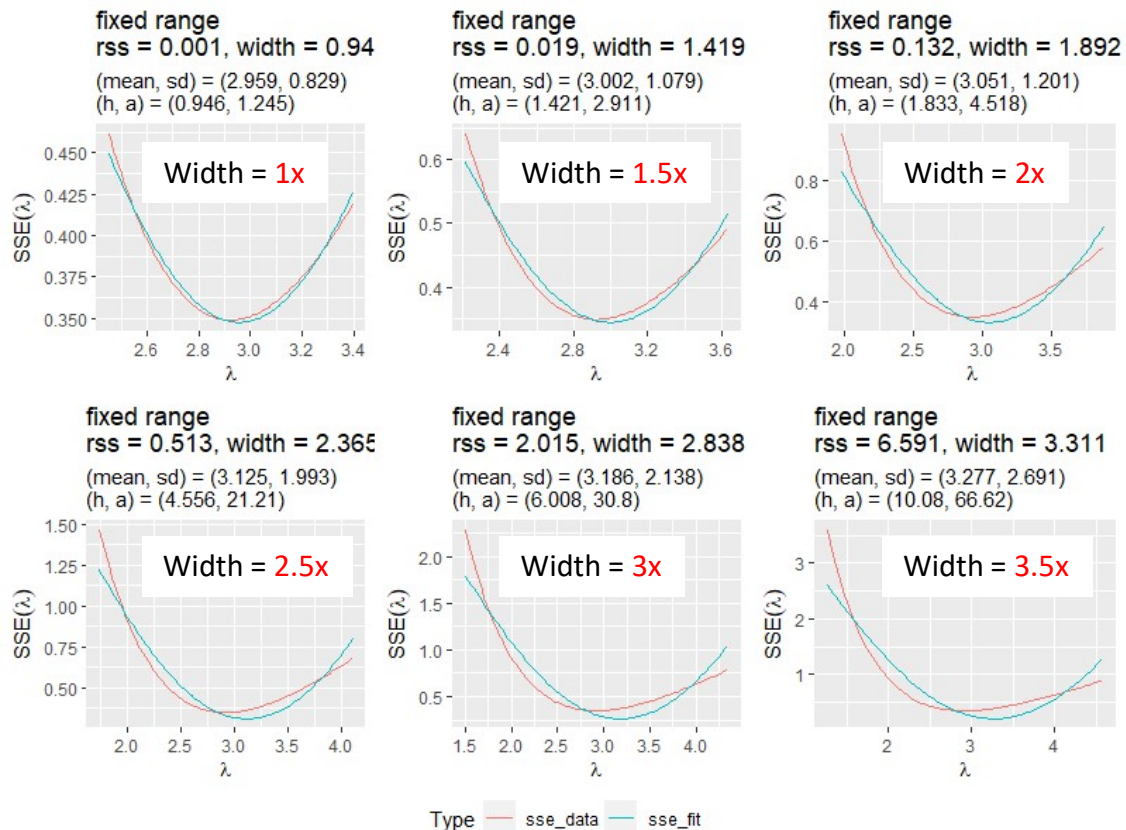 fixed range
rss = 0.001, width = 0.94
(mean, sd) = (2.959, 0.829)
(h, a) = (0.946, 1.245)
Width = 1x
0.450
0.425
0.400
0.375
0.350
SSE(λ)
2.6 2.8 3.0 3.2 3.4
λ
fixed range
rss = 0.019, width = 1.419
(mean, sd) = (3.002, 1.079)
(h, a) = (1.421, 2.911)
Width = 1.5x
0.6
0.5
0.4
SSE(λ)
2.4 2.8 3.2 3.6
λ
fixed range
rss = 0.132, width = 1.892
(mean, sd) = (3.051, 1.201)
(h, a) = (1.833, 4.518)
Width = 2x
0.8
0.6
0.4
SSE(λ)
2.0 2.5 3.0 3.5
λ
fixed range
rss = 0.513, width = 2.365
(mean, sd) = (3.125, 1.993)
(h, a) = (4.556, 21.21)
Width = 2.5x
1.50
1.25
1.00
0.75
0.50
SSE(λ)
2.0 2.5 3.0 3.5 4.0
λ
fixed range
rss = 2.015, width = 2.838
(mean, sd) = (3.186, 2.138)
(h, a) = (6.008, 30.8)
Width = 3x
2.0
1.5
1.0
0.5
SSE(λ)
1.5 2.0 2.5 3.0 3.5 4.0
λ
fixed range
rss = 6.591, width = 3.311
(mean, sd) = (3.277, 2.691)
(h, a) = (10.08, 66.62)
Width = 3.5x
3
2
1
SSE(λ)
2 3 4
λ
Type sse_data sse_fit